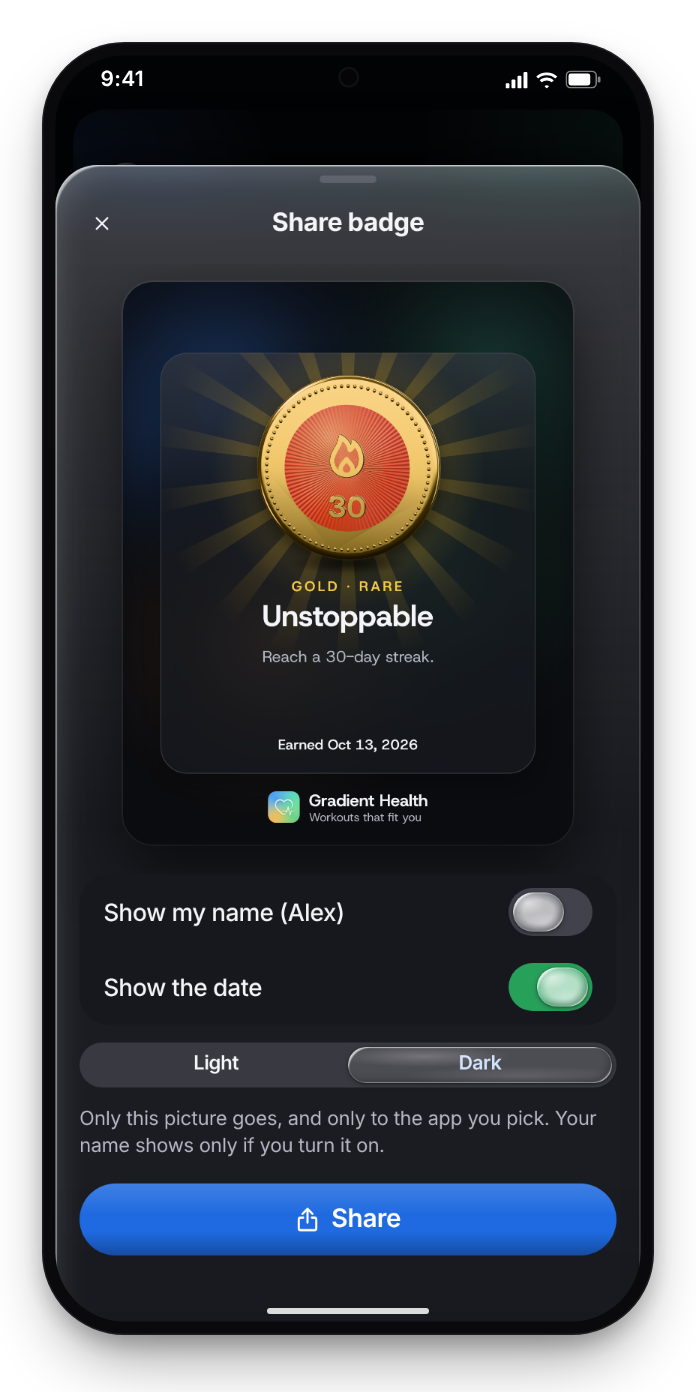 9:41
Share badge
30
GOLD · RARE
Unstoppable
Reach a 30-day streak.
Earned Oct 13, 2026
Gradient Health
Workouts that fit you
Show my name (Alex)
Show the date
Light
Dark
Only this picture goes, and only to the app you pick. Your
name shows only if you turn it on.
Share